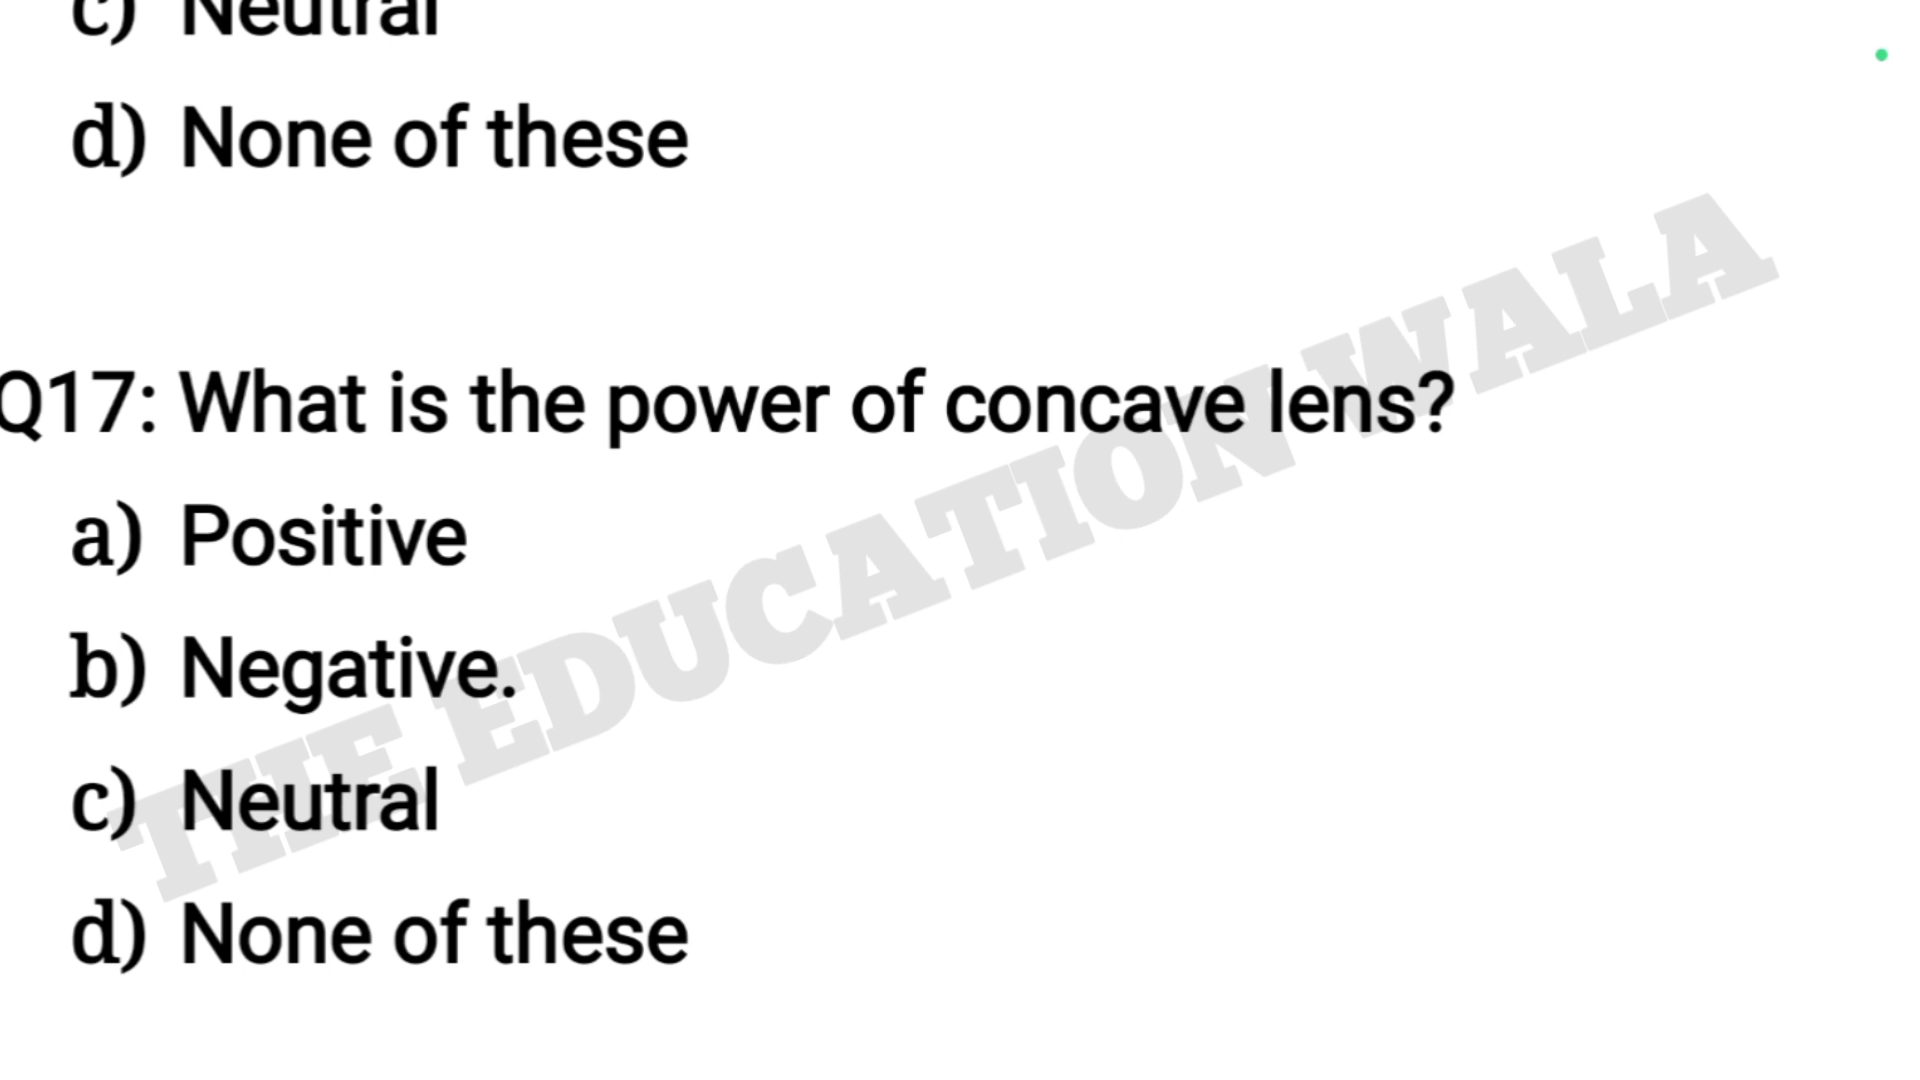 c) Neutral
d) None of these
Q17: What is the power of concave lens?
a) Positive
b) Negative.
c) Neutral
d) None of these
THE EDUCATION WALA